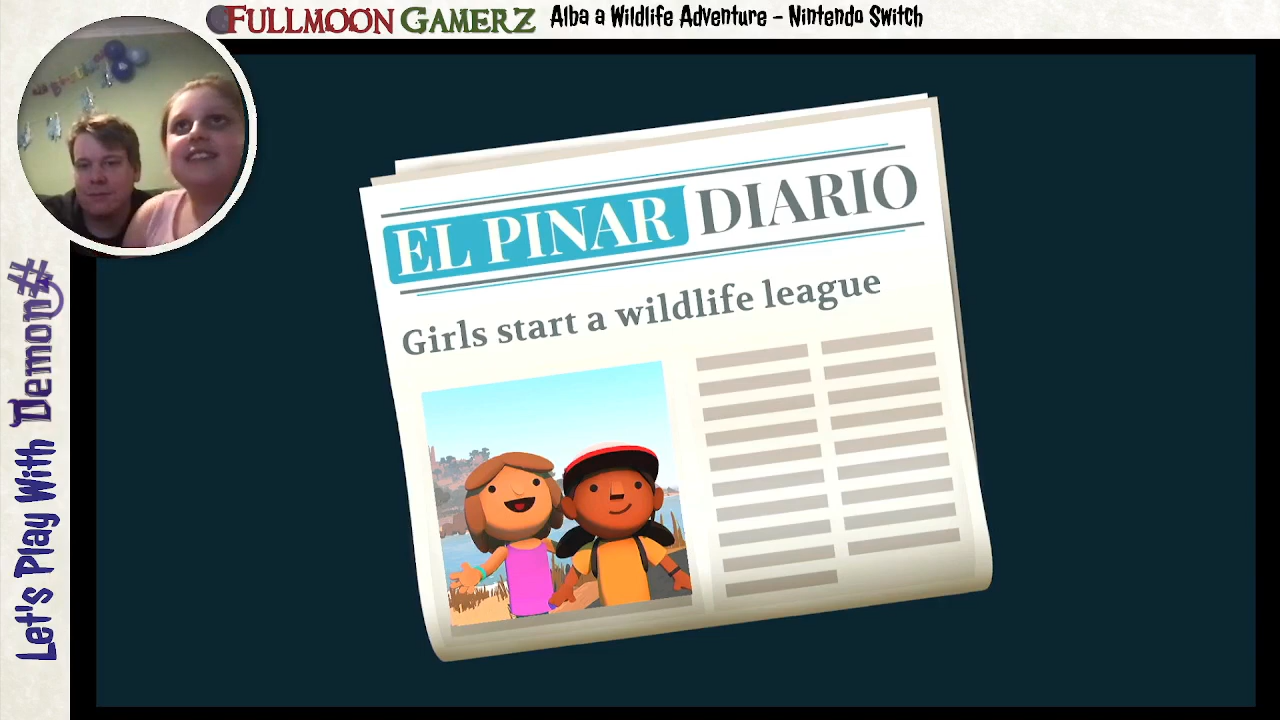 FULLMOON GAMERZ Alba a Wildlife Adventure - Nintendo Switch
EL PINAR DIARIO
Girls start a wildlife league
Let's Play With Demon#